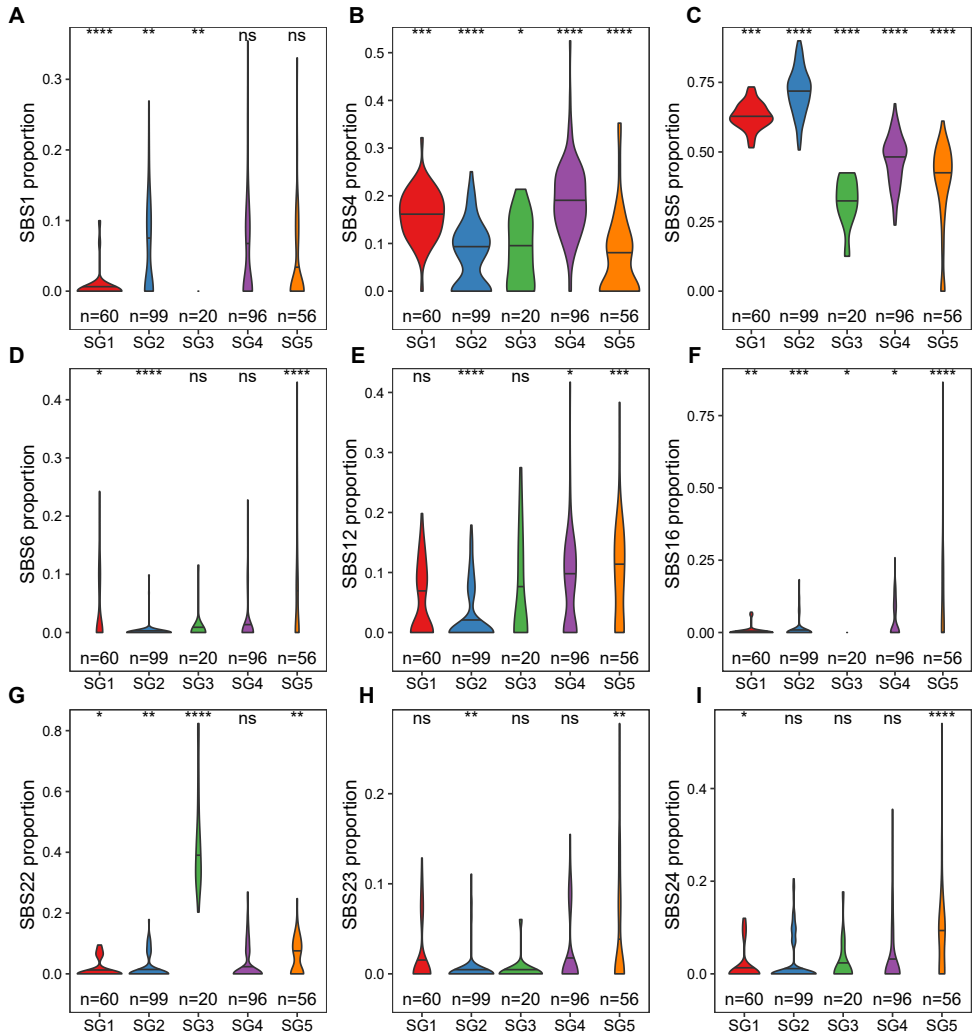 A
SBS1 proportion
0.3
0.2
0.1
0.0
**** ** ** ns ns
n=60 n=99 n=20 n=96 n=56
SG1 SG2 SG3 SG4 SG5
B
SBS4 proportion
0.5
0.4
0.3
0.2
0.1
0.0
*** **** * **** ****
n=60 n=99 n=20 n=96 n=56
SG1 SG2 SG3 SG4 SG5
C
SBS5 proportion
0.75
0.50
0.25
0.00
*** **** **** **** ****
n=60 n=99 n=20 n=96 n=56
SG1 SG2 SG3 SG4 SG5
D
SBS6 proportion
0.4
0.3
0.2
0.1
0.0
* **** ns ns ****
n=60 n=99 n=20 n=96 n=56
SG1 SG2 SG3 SG4 SG5
E
SBS12 proportion
0.4
0.3
0.2
0.1
0.0
ns **** ns * ***
n=60 n=99 n=20 n=96 n=56
SG1 SG2 SG3 SG4 SG5
F
SBS16 proportion
0.75
0.50
0.25
0.00
** *** * * ****
n=60 n=99 n=20 n=96 n=56
SG1 SG2 SG3 SG4 SG5
G
SBS22 proportion
0.8
0.6
0.4
0.2
0.0
* ** **** ns **
n=60 n=99 n=20 n=96 n=56
SG1 SG2 SG3 SG4 SG5
H
SBS23 proportion
0.2
0.1
0.0
ns ** ns ns **
n=60 n=99 n=20 n=96 n=56
SG1 SG2 SG3 SG4 SG5
I
SBS24 proportion
0.4
0.2
0.0
* ns ns ns ****
n=60 n=99 n=20 n=96 n=56
SG1 SG2 SG3 SG4 SG5